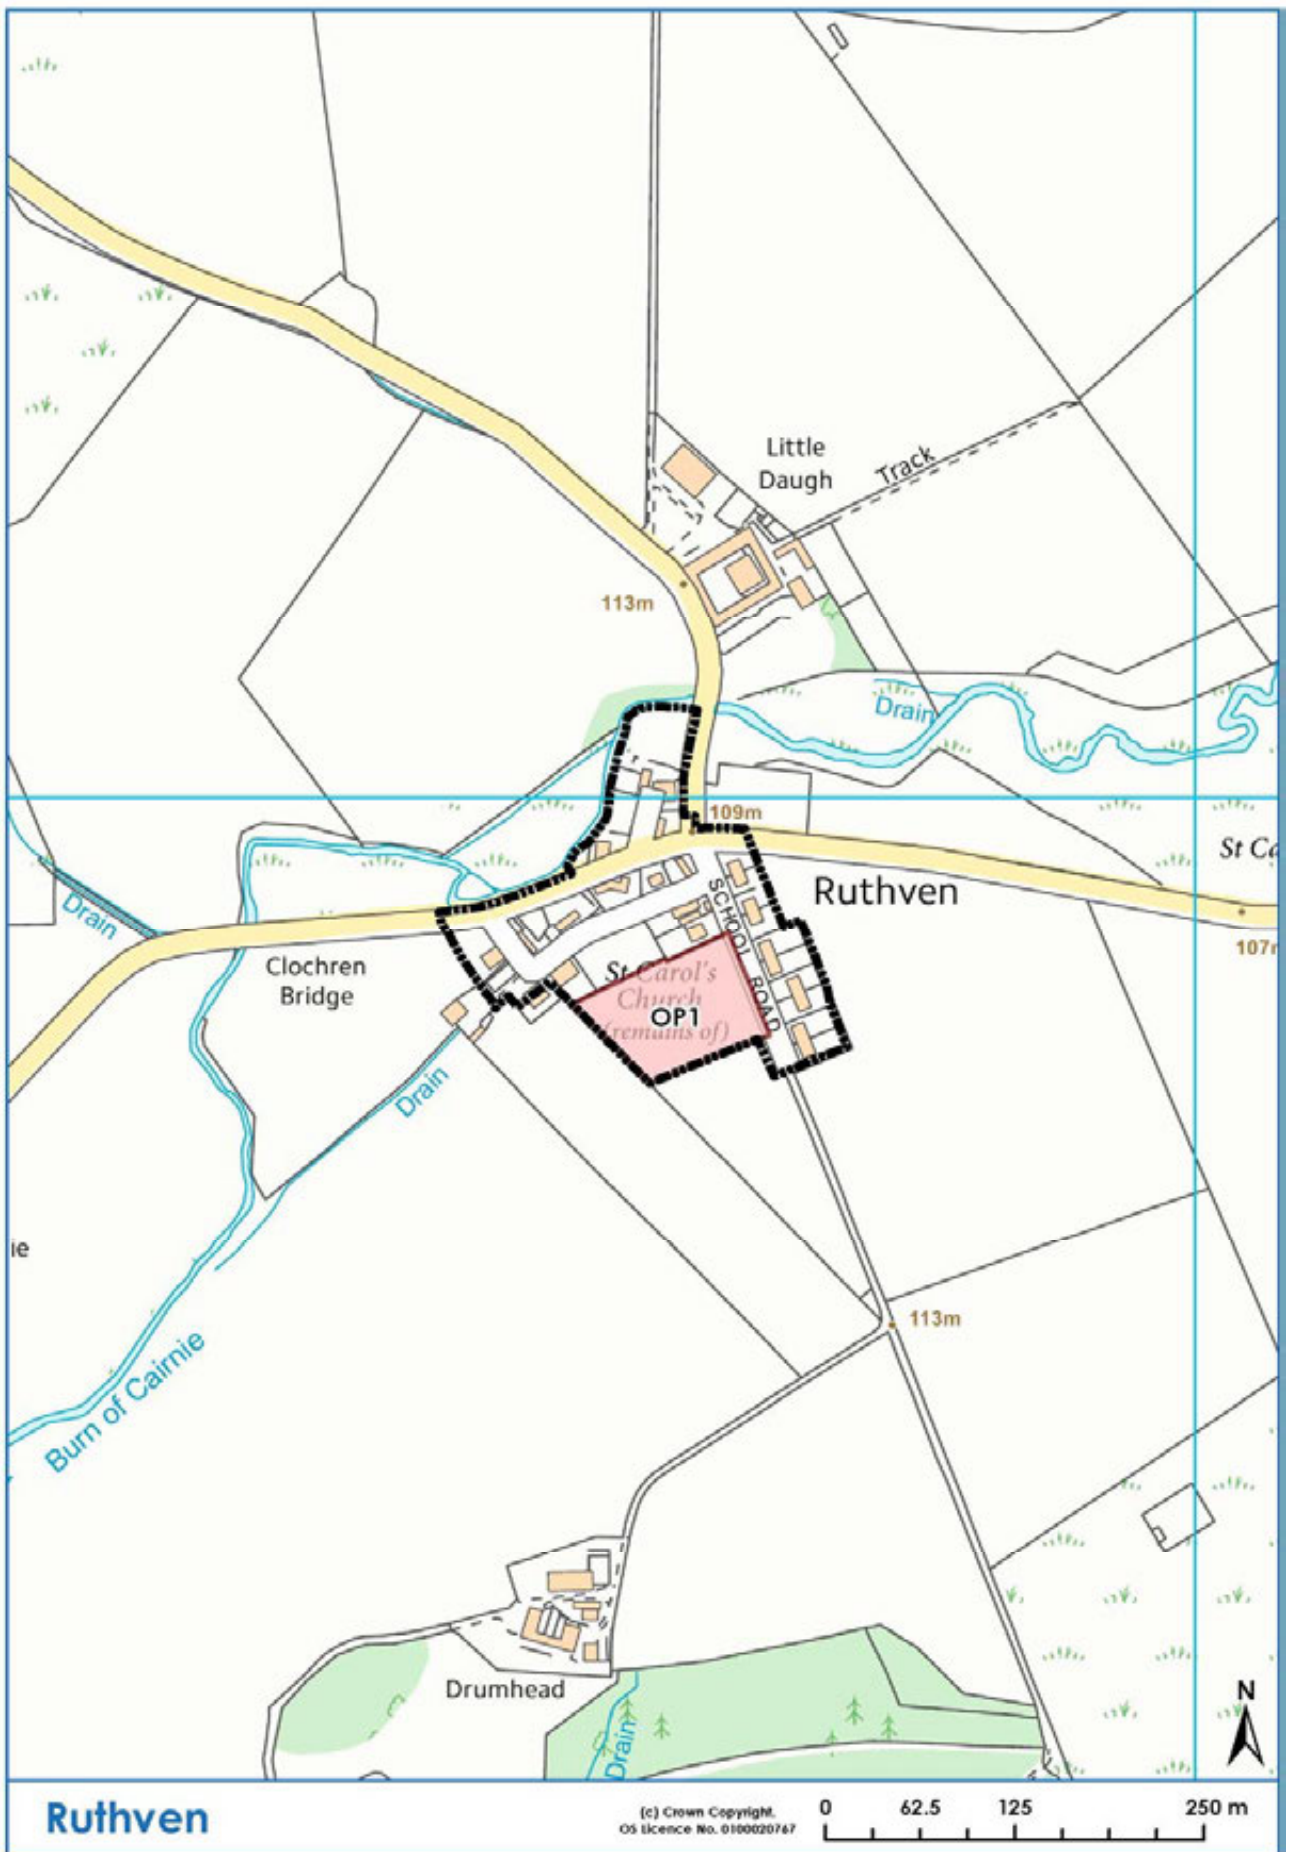 Little
Daugh
Track
113m
Drain
109m
St Ca
Ruthven
SCHOOL ROAD
Drain
107m
Clochren
Bridge
St Carol's
Church
(remains of)
OP1
Drain
ie
113m
Burn of Cairnie
Drumhead
Drain
N
Ruthven
(c) Crown Copyright.
OS Licence No. 0100020767
0 62.5 125 250 m